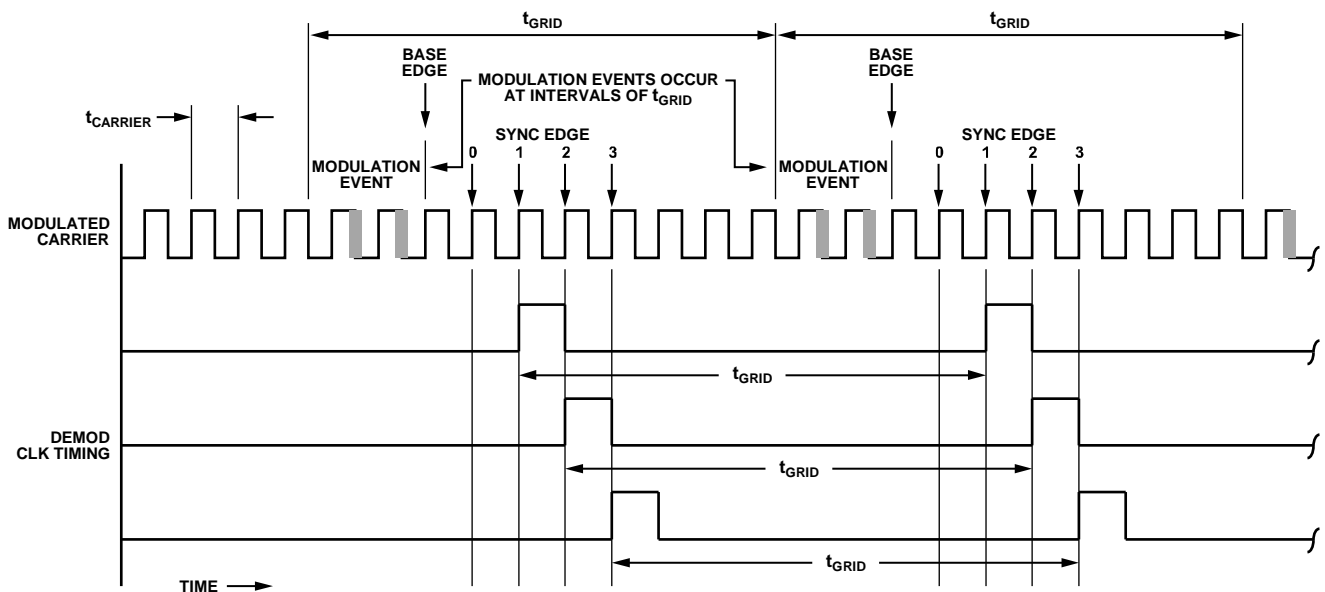 tGRID
tGRID
BASE
EDGE
MODULATION EVENTS OCCUR
AT INTERVALS OF tGRID
BASE
EDGE
tCARRIER
MODULATION
EVENT
SYNC EDGE
0 1 2 3
MODULATION
EVENT
SYNC EDGE
0 1 2 3
MODULATED
CARRIER
tGRID
DEMOD
CLK TIMING
tGRID
tGRID
TIME